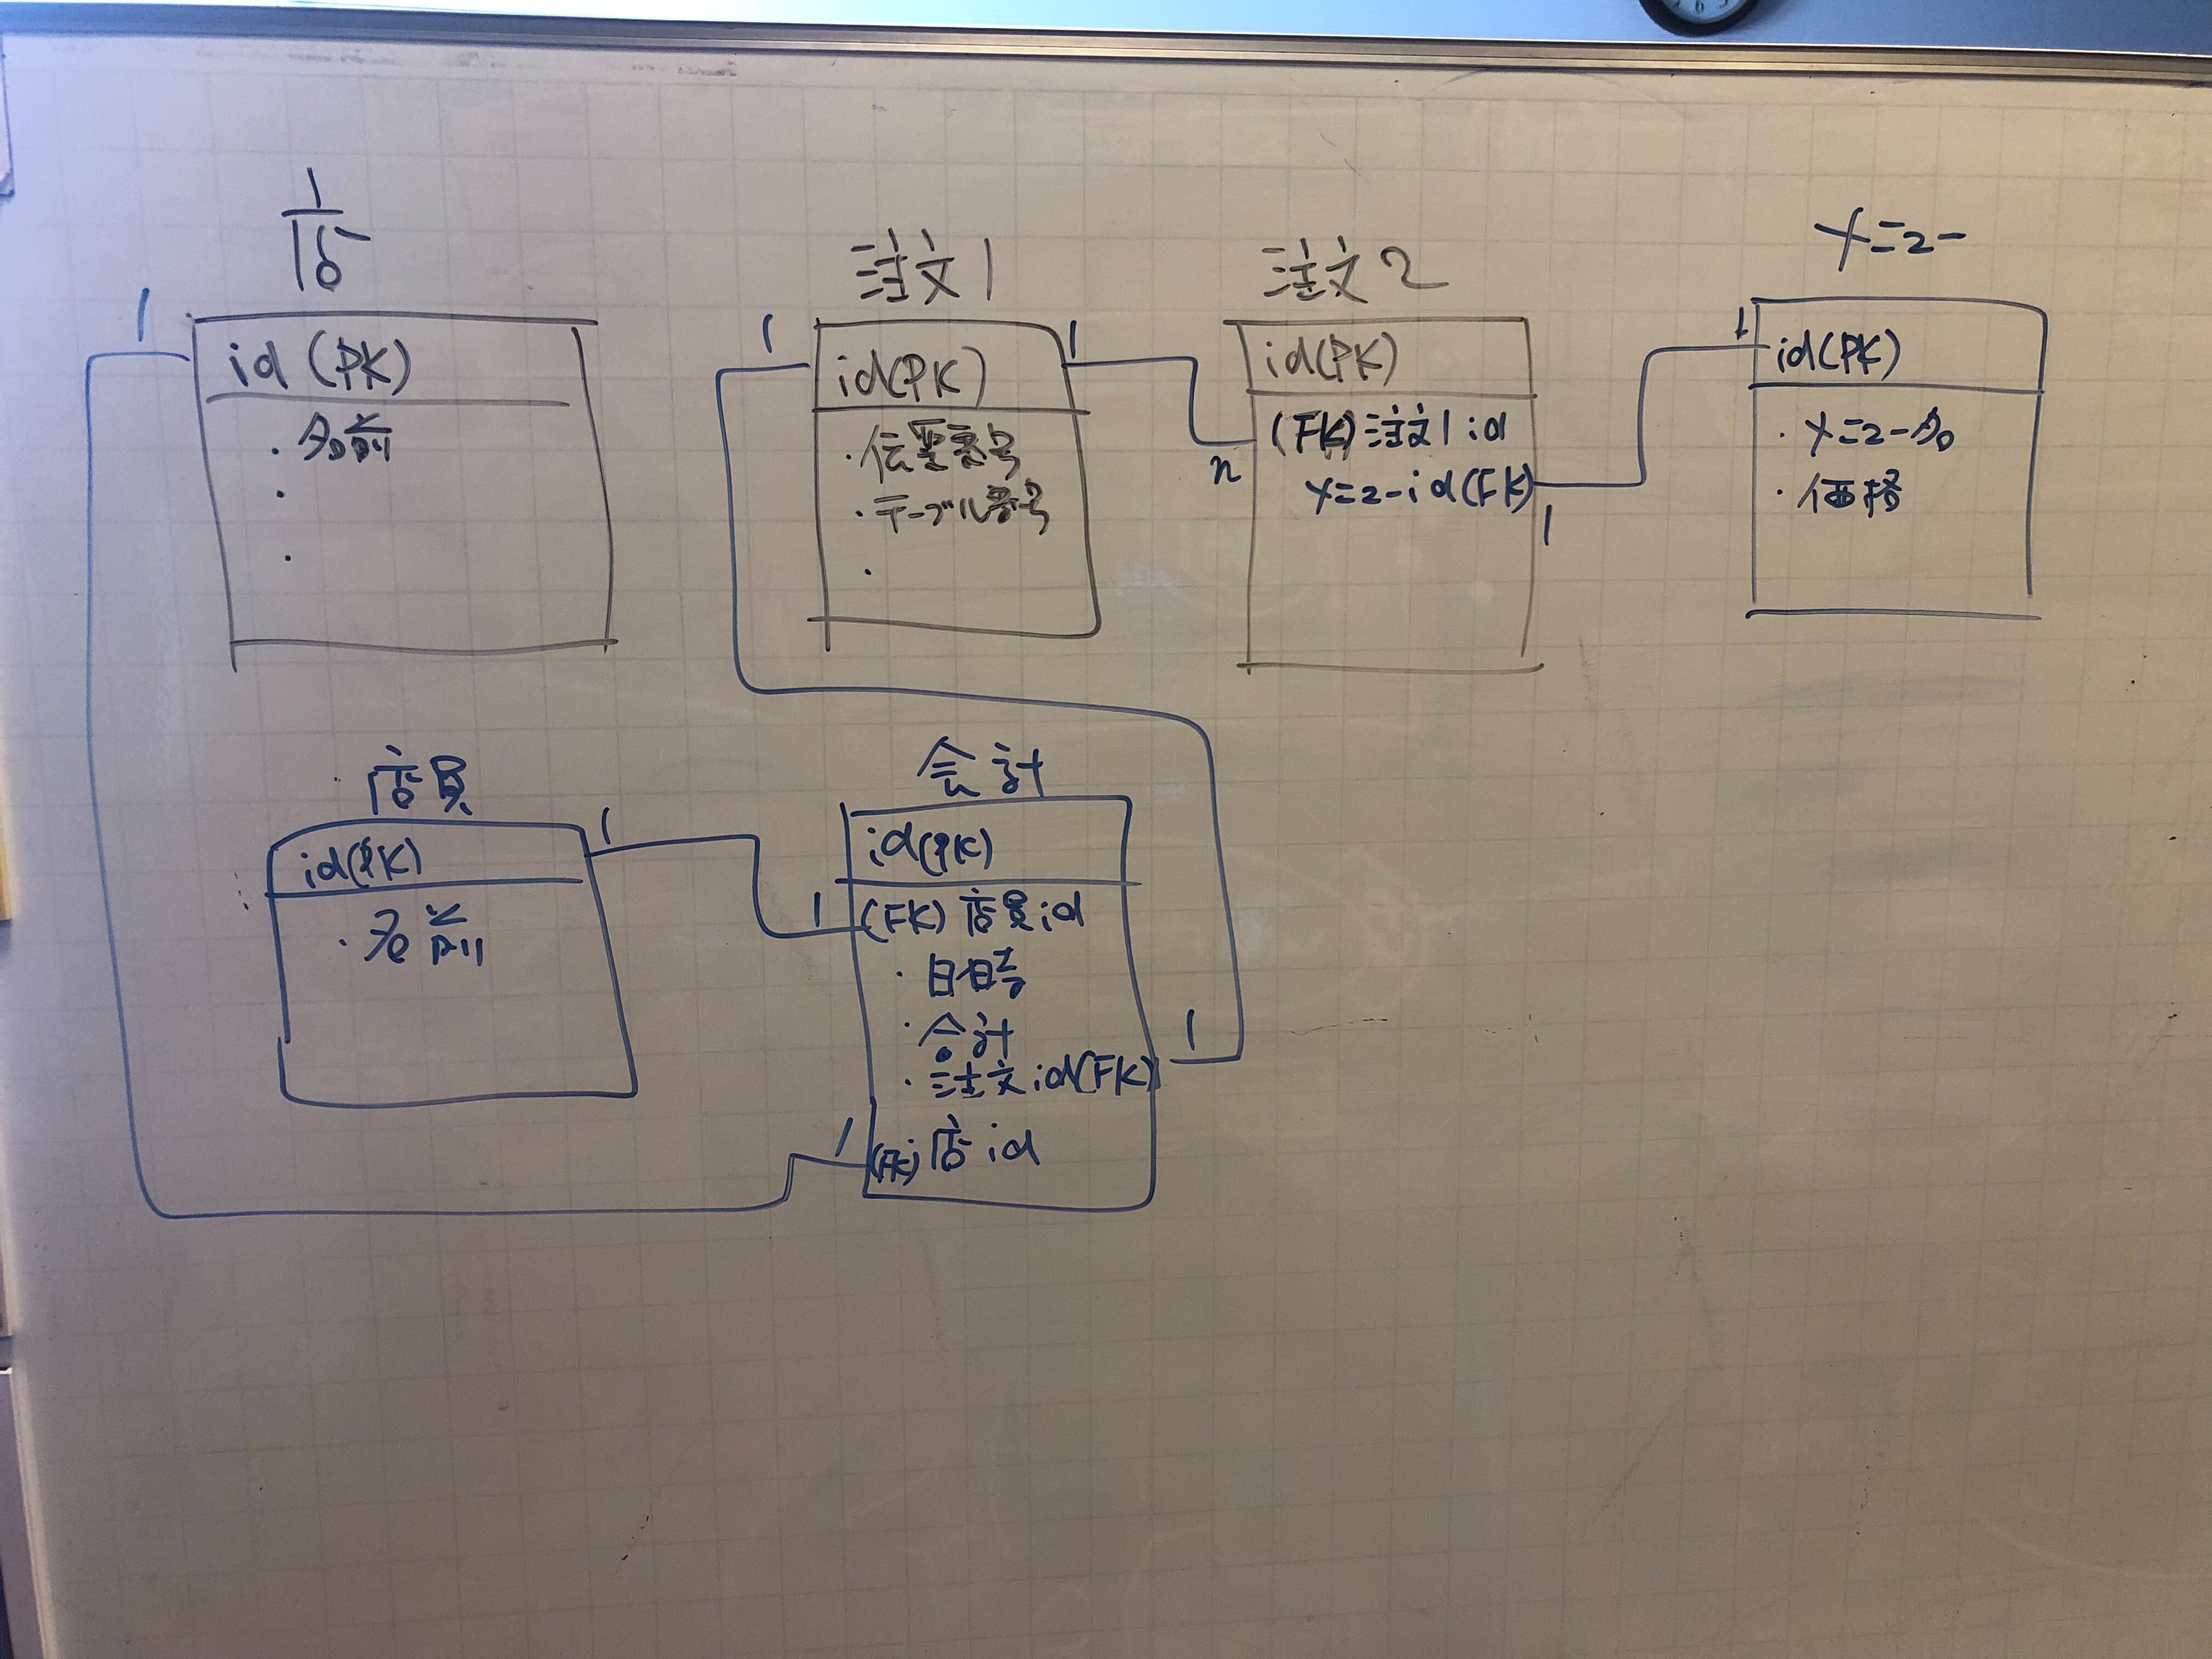 店
1
id (PK)
・名前
・
・
注文1
1
1
id(PK)
・伝票番号
・テーブル番号
・
注文2
id(PK)
(FK)注文1 id
メニューid(FK)
n
1
メニュー
1
id(PK)
・メニュー名
・価格
店員
1
id(PK)
・名前
会計
id(PK)
1
(FK) 店員id
・日時
・合計
・注文id(FK)
1
1
(FK) 店id